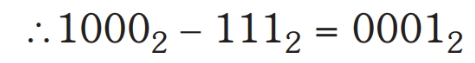 ∴1000₂ – 111₂ = 0001₂